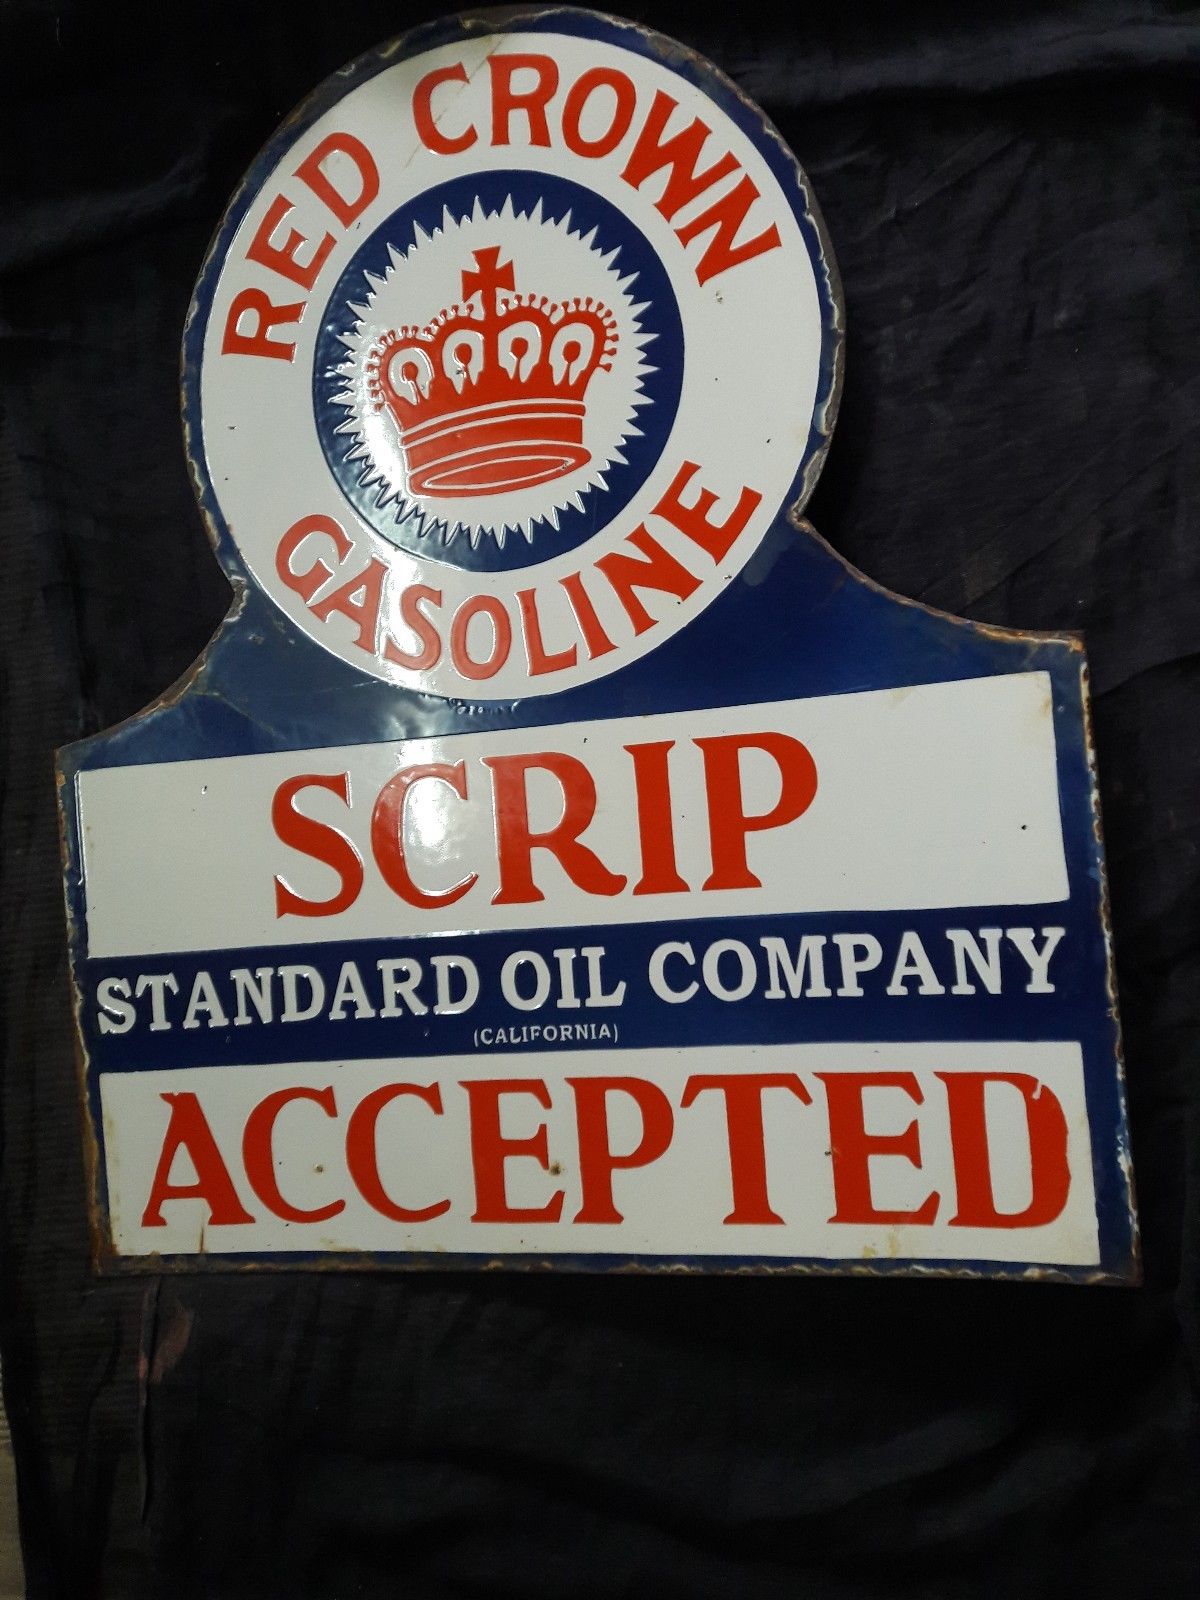 RED CROWN
GASOLINE
SCRIP
STANDARD OIL COMPANY
(CALIFORNIA)
ACCEPTED